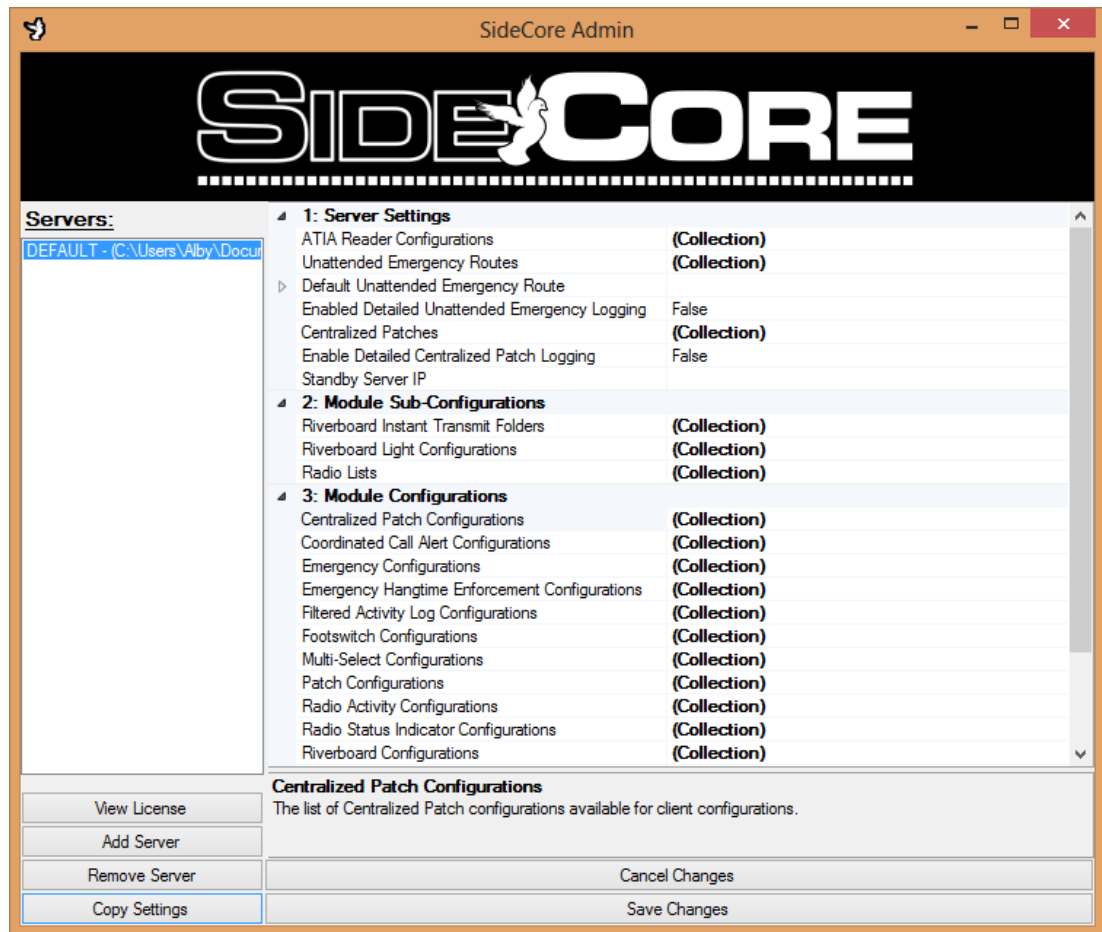 SideCore Admin
SIDECORE
Servers:
DEFAULT - (C:\Users\Alby\Docur
1: Server Settings
ATIA Reader Configurations (Collection)
Unattended Emergency Routes (Collection)
Default Unattended Emergency Route
Enabled Detailed Unattended Emergency Logging False
Centralized Patches (Collection)
Enable Detailed Centralized Patch Logging False
Standby Server IP
2: Module Sub-Configurations
Riverboard Instant Transmit Folders (Collection)
Riverboard Light Configurations (Collection)
Radio Lists (Collection)
3: Module Configurations
Centralized Patch Configurations (Collection)
Coordinated Call Alert Configurations (Collection)
Emergency Configurations (Collection)
Emergency Hangtime Enforcement Configurations (Collection)
Filtered Activity Log Configurations (Collection)
Footswitch Configurations (Collection)
Multi-Select Configurations (Collection)
Patch Configurations (Collection)
Radio Activity Configurations (Collection)
Radio Status Indicator Configurations (Collection)
Riverboard Configurations (Collection)
Centralized Patch Configurations
The list of Centralized Patch configurations available for client configurations.
View License
Add Server
Remove Server
Copy Settings
Cancel Changes
Save Changes